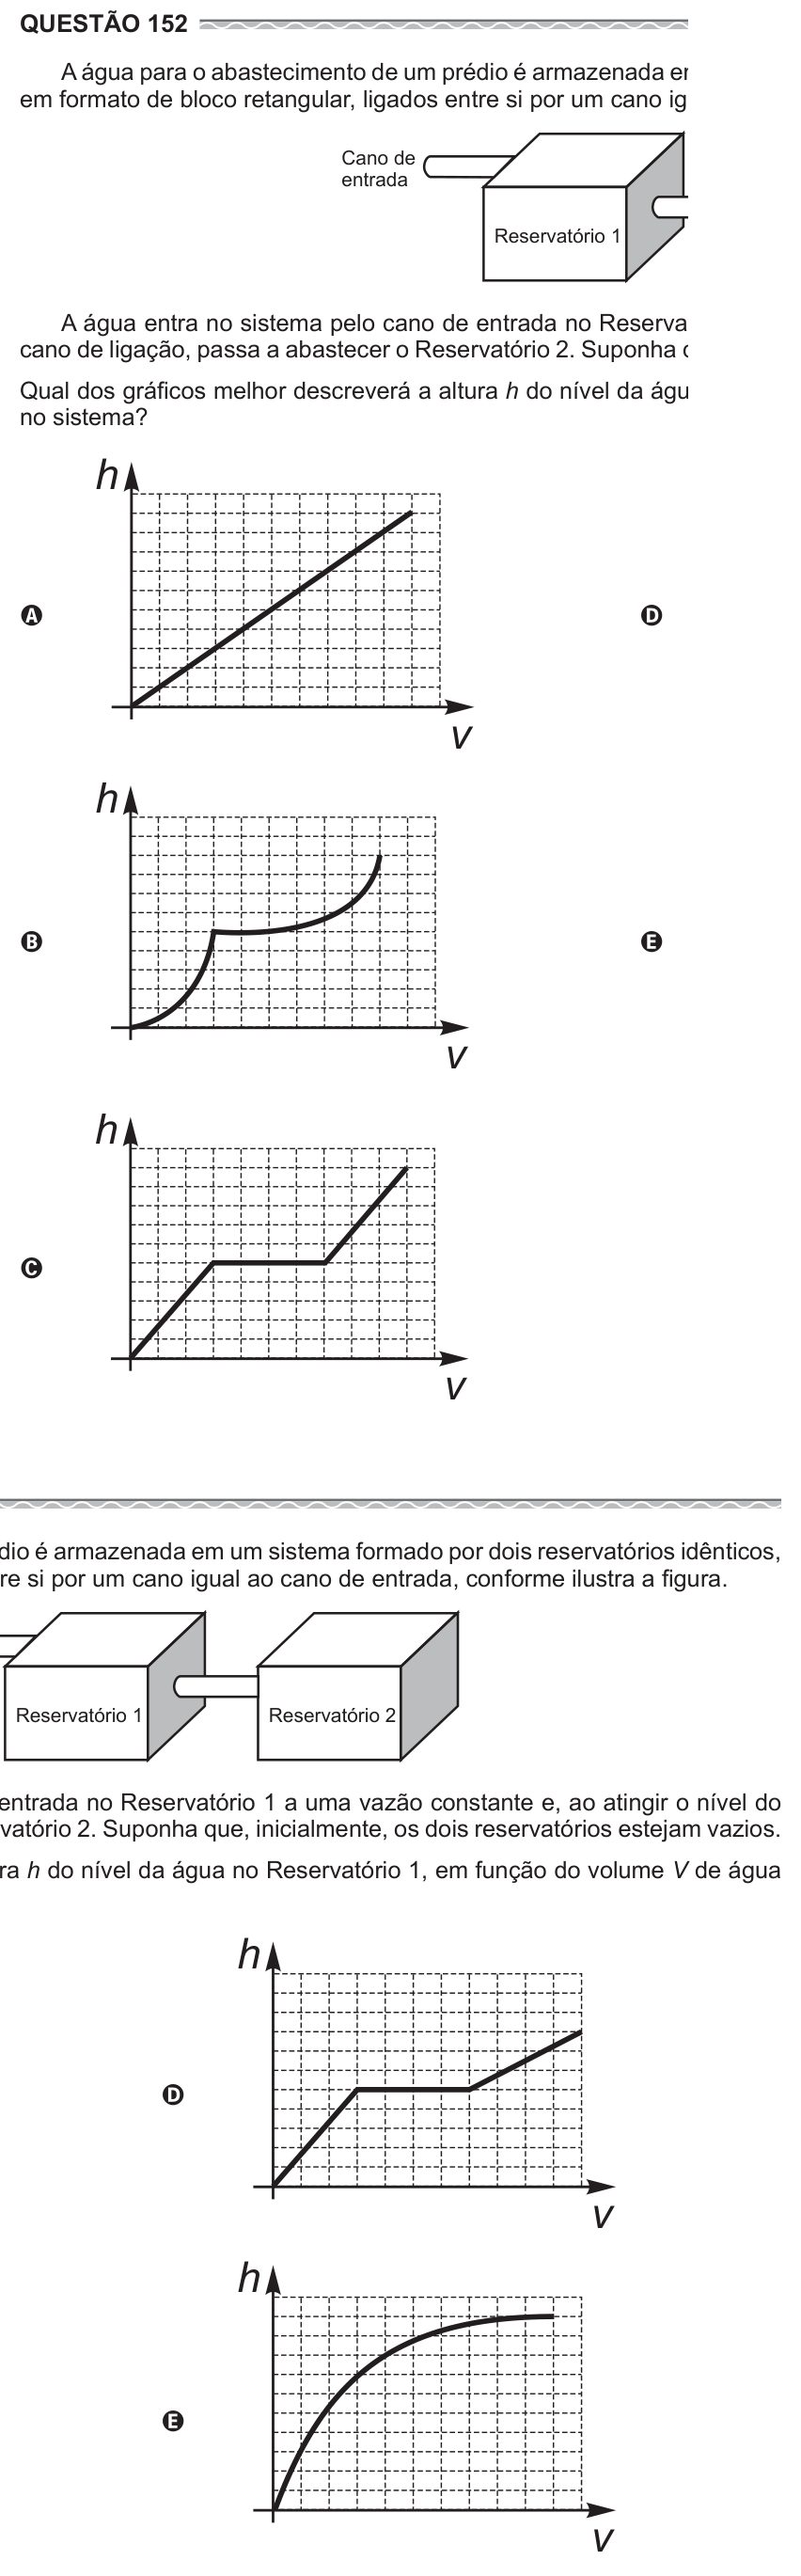 QUESTÃO 152
A água para o abastecimento de um prédio é armazenada
em formato de bloco retangular, ligados entre si por um cano ig
Cano de
entrada
Reservatório 1
A água entra no sistema pelo cano de entrada no Reserva
cano de ligação, passa a abastecer o Reservatório 2. Suponha
Qual dos gráficos melhor descreverá a altura h do nível da águ
no sistema?
h
A
V
D
h
B
V
E
h
C
V
dio é armazenada em um sistema formado por dois reservatórios idênticos,
re si por um cano igual ao cano de entrada, conforme ilustra a figura.
Reservatório 1
Reservatório 2
entrada no Reservatório 1 a uma vazão constante e, ao atingir o nível do
vatório 2. Suponha que, inicialmente, os dois reservatórios estejam vazios.
ra h do nível da água no Reservatório 1, em função do volume V de água
h
D
V
h
E
V